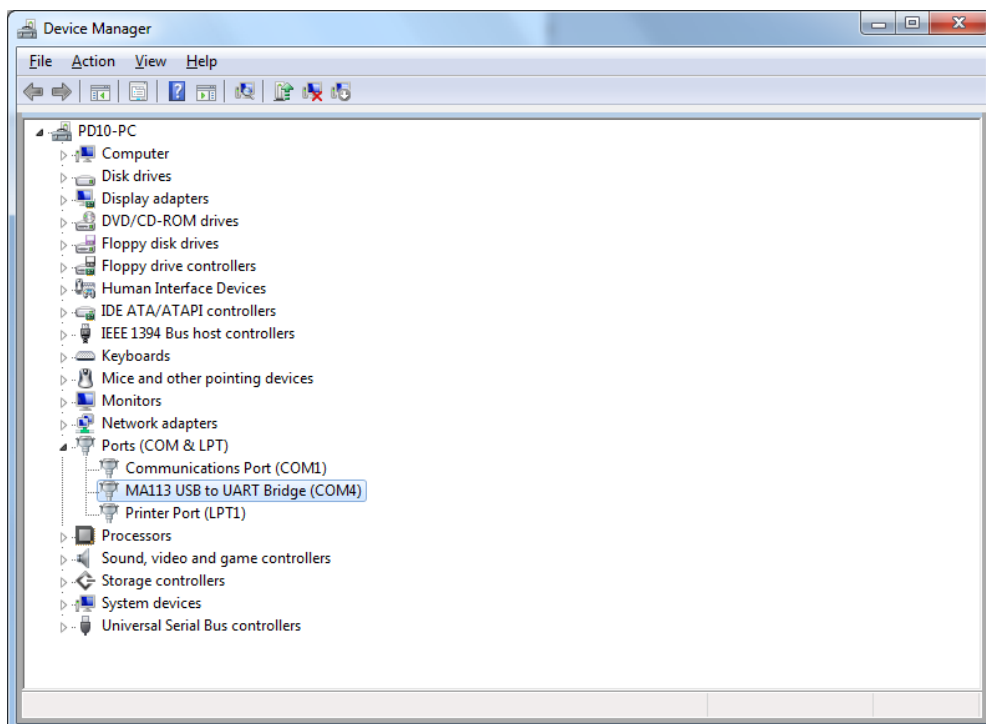 Device Manager
File Action View Help
PD10-PC
Computer
Disk drives
Display adapters
DVD/CD-ROM drives
Floppy disk drives
Floppy drive controllers
Human Interface Devices
IDE ATA/ATAPI controllers
IEEE 1394 Bus host controllers
Keyboards
Mice and other pointing devices
Monitors
Network adapters
Ports (COM & LPT)
Communications Port (COM1)
MA113 USB to UART Bridge (COM4)
Printer Port (LPT1)
Processors
Sound, video and game controllers
Storage controllers
System devices
Universal Serial Bus controllers